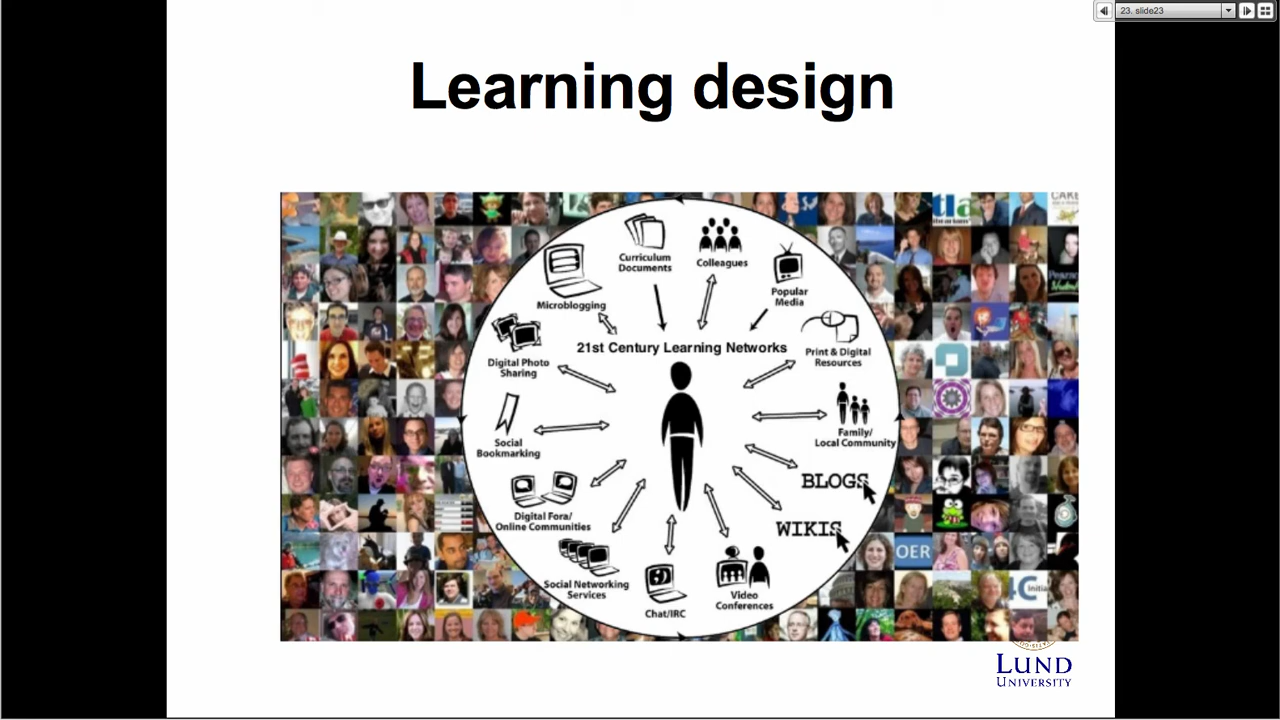 23. slide23
Learning design
Curriculum
Documents
Colleagues
Popular
Media
Microblogging
21st Century Learning Networks
Digital Photo
Sharing
Print & Digital
Resources
Social
Bookmarking
Family/
Local Community
BLOGS
WIKIS
Digital Fora/
Online Communities
Social Networking
Services
Chat/IRC
Video
Conferences
OER
LUND
UNIVERSITY